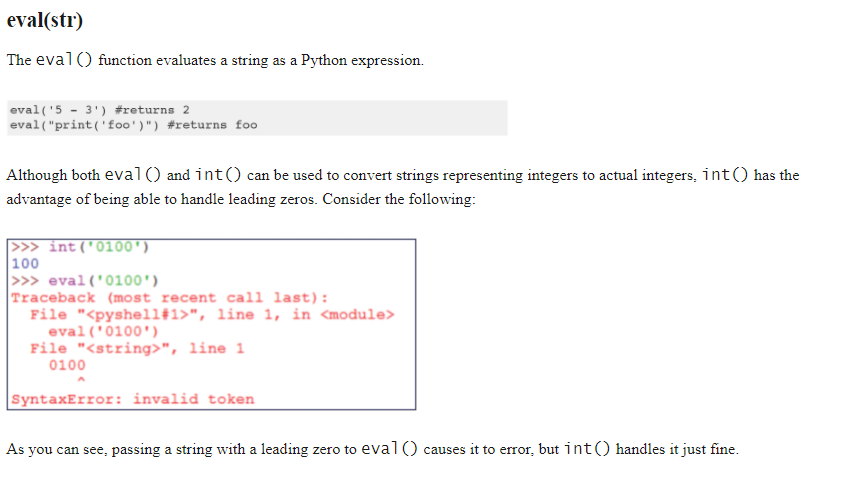 eval(str)
The eval() function evaluates a string as a Python expression.
eval('5 - 3') #returns 2
eval("print('foo')") #returns foo
Although both eval() and int() can be used to convert strings representing integers to actual integers, int() has the
advantage of being able to handle leading zeros. Consider the following:
>>> int('0100')
100
>>> eval('0100')
Traceback (most recent call last):
  File "<pyshell#1>", line 1, in <module>
    eval('0100')
  File "<string>", line 1
    0100
       ^
SyntaxError: invalid token
As you can see, passing a string with a leading zero to eval() causes it to error, but int() handles it just fine.